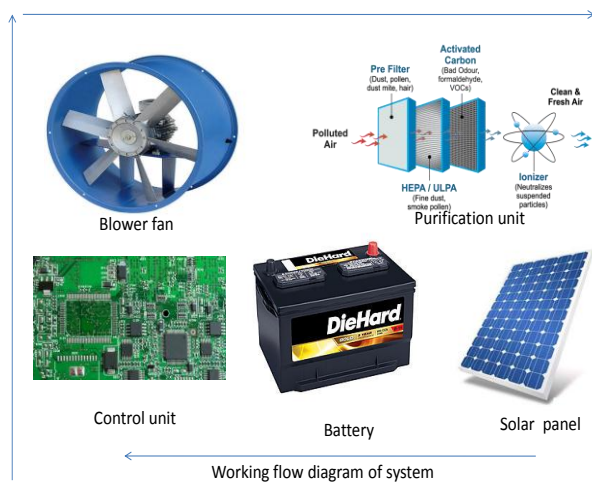 Pre Filter
(Dust, pollen,
dust mile, hair)
Activated
Carbon
(Bad Odour,
formaldehyde,
VOCs)
Clean &
Fresh Air
Polluted
Air
HEPA / ULPA
(Fine dust,
smoke pollen)
Ionizer
(Neutralizes
suspended
particles)
Blower fan
Purification unit
DieHard
DieHard
Control unit
Battery
Solar panel
Working flow diagram of system